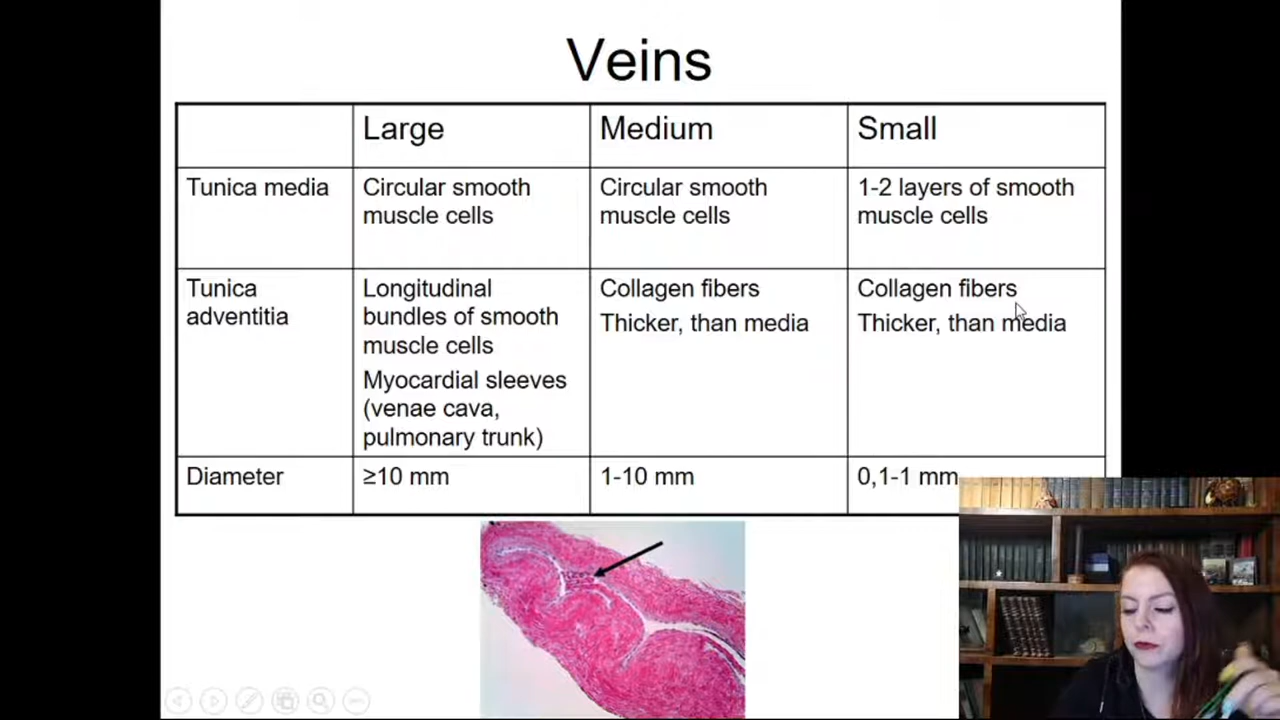 Veins
Large Medium Small
Tunica media Circular smooth Circular smooth 1-2 layers of smooth
muscle cells muscle cells muscle cells
Tunica Longitudinal Collagen fibers Collagen fibers
adventitia bundles of smooth Thicker, than media Thicker, than media
muscle cells
Myocardial sleeves
(venae cava,
pulmonary trunk)
Diameter ≥10 mm 1-10 mm 0,1-1 mm